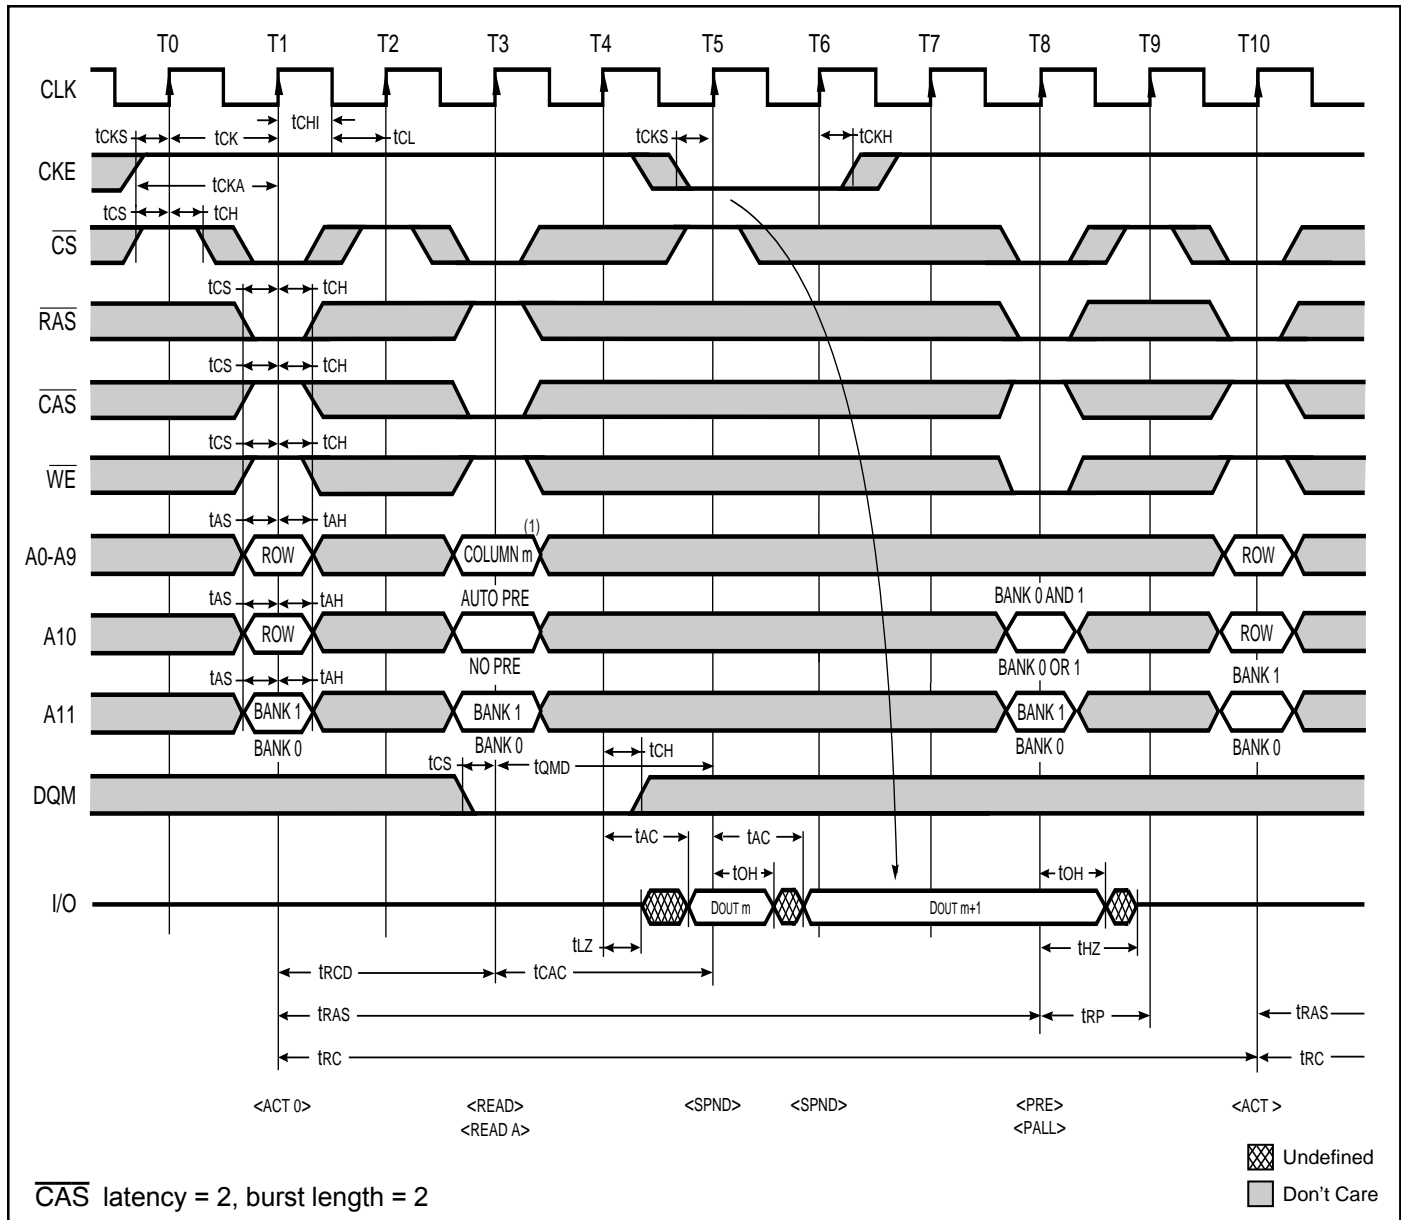 T0 T1 T2 T3 T4 T5 T6 T7 T8 T9 T10
CLK
tCHI
tCKS tCK tCL tCKS tCKH
CKE
tCKA
tCS tCH
CS
tCS tCH
RAS
tCS tCH
CAS
tCS tCH
WE
tAS tAH (1)
A0-A9 ROW COLUMN m ROW
tAS tAH AUTO PRE BANK 0 AND 1
A10 ROW ROW
NO PRE BANK 0 OR 1 BANK 1
tAS tAH
A11 BANK 1 BANK 1 BANK 1
BANK 0 BANK 0 BANK 0 BANK 0
tCH
tCS tQMD
DQM
tAC tAC
tOH tOH
I/O DOUT m DOUT m+1
tLZ tHZ
tRCD tCAC
tRAS tRP tRAS
tRC tRC
<ACT 0> <READ> <SPND> <SPND> <PRE> <ACT >
<READ A> <PALL>
Undefined
CAS latency = 2, burst length = 2 Don't Care